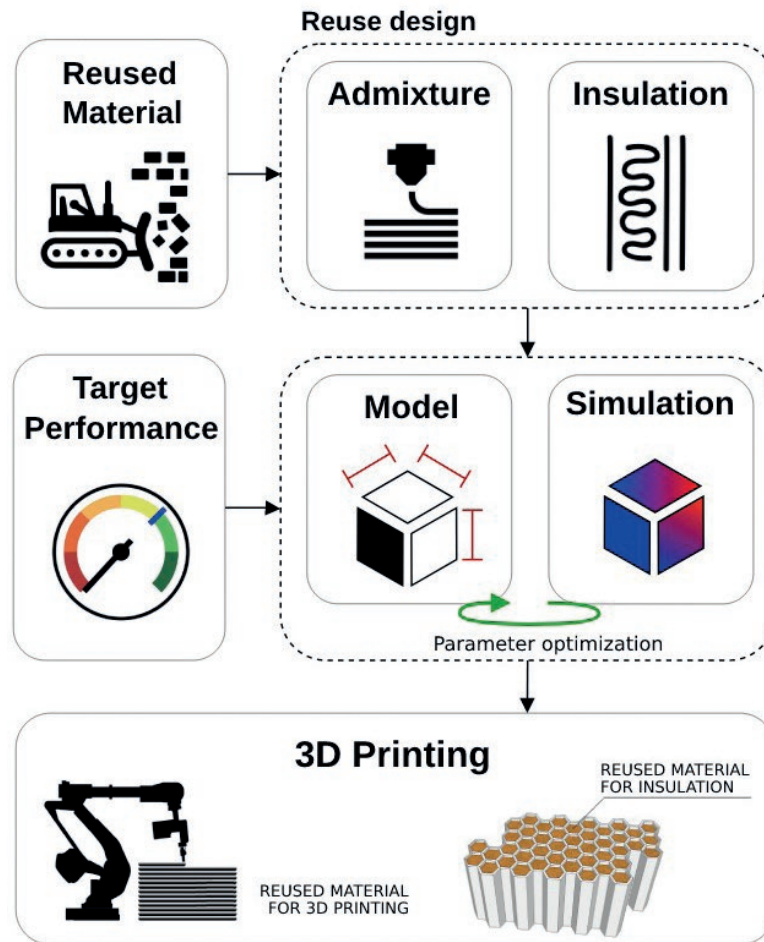 Reuse design
Reused
Material
Admixture
Insulation
Target
Performance
Model
Simulation
Parameter optimization
3D Printing
REUSED MATERIAL
FOR INSULATION
REUSED MATERIAL
FOR 3D PRINTING